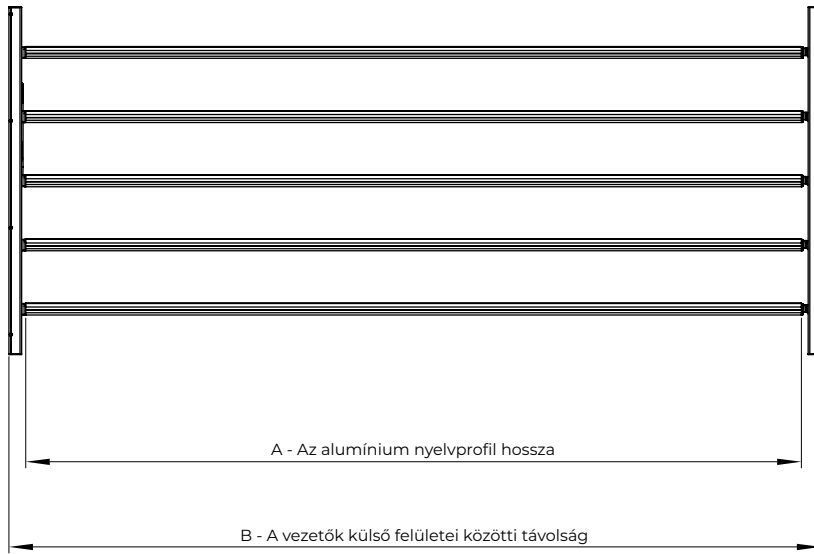 A - Az alumínium nyelvprofil hossza
B - A vezetők külső felületei közötti távolság